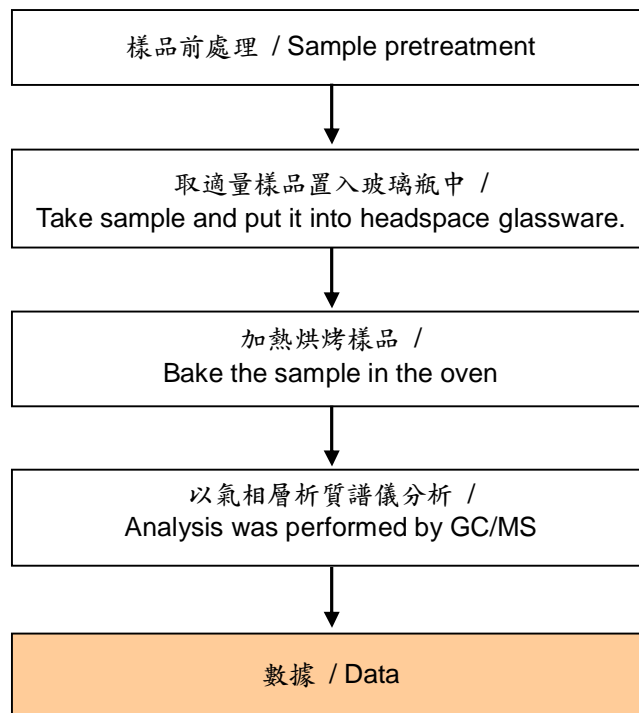 樣品前處理 / Sample pretreatment
取適量樣品置入玻璃瓶中 /
Take sample and put it into headspace glassware.
加熱烘烤樣品 /
Bake the sample in the oven
以氣相層析質譜儀分析 /
Analysis was performed by GC/MS
數據 / Data